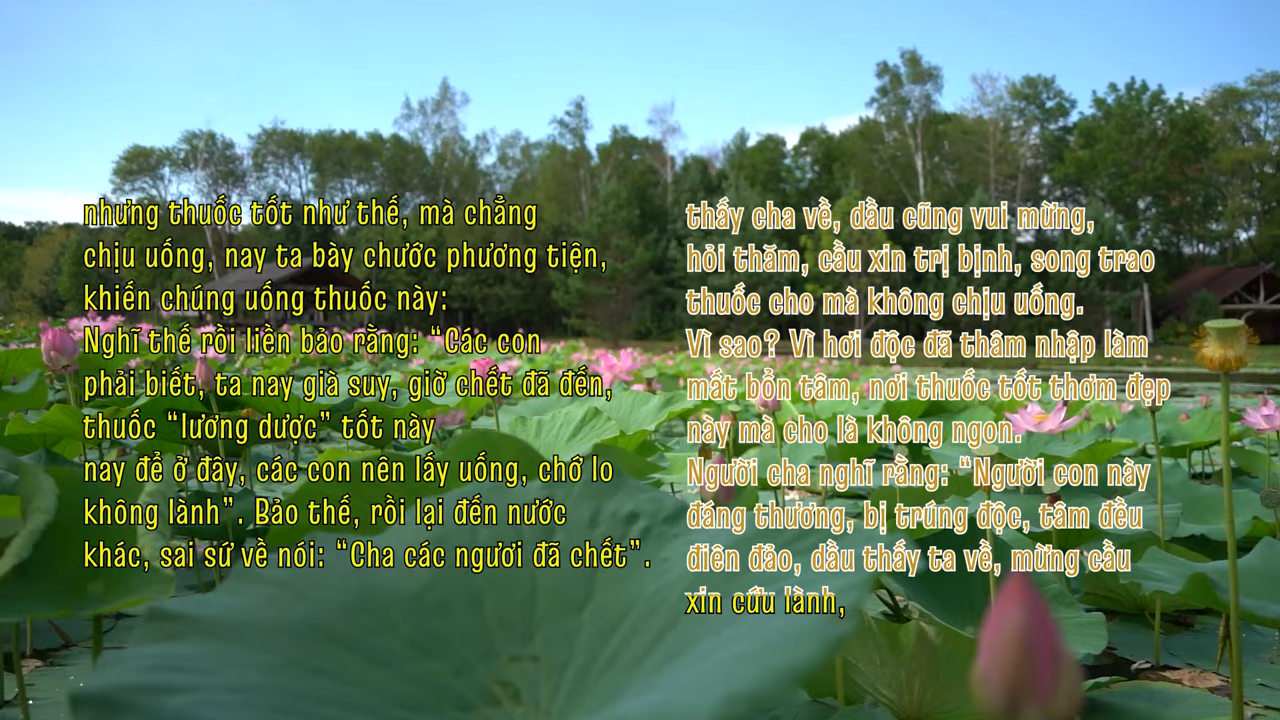 nhưng thuốc tốt như thế, mà chẳng
chịu uống, nay ta bày chước phương tiện,
khiến chúng uống thuốc này:
Nghĩ thế rồi liền bảo rằng: “Các con
phải biết, ta nay già suy, giờ chết đã đến,
thuốc “lương dược” tốt này
nay để ở đây, các con nên lấy uống, chớ lo
không lành”. Bảo thế, rồi lại đến nước
khác, sai sứ về nói: “Cha các ngươi đã chết”.
thấy cha về, dầu cũng vui mừng,
hỏi thăm, cầu xin trị bịnh, song trao
thuốc cho mà không chịu uống.
Vì sao? Vì hơi độc đã thâm nhập làm
mất bổn tâm, nơi thuốc tốt thơm đẹp
này mà cho là không ngon.
Người cha nghĩ rằng: “Người con này
đáng thương, bị trúng độc, tâm đều
điên đảo, dầu thấy ta về, mừng cầu
xin cứu lành,